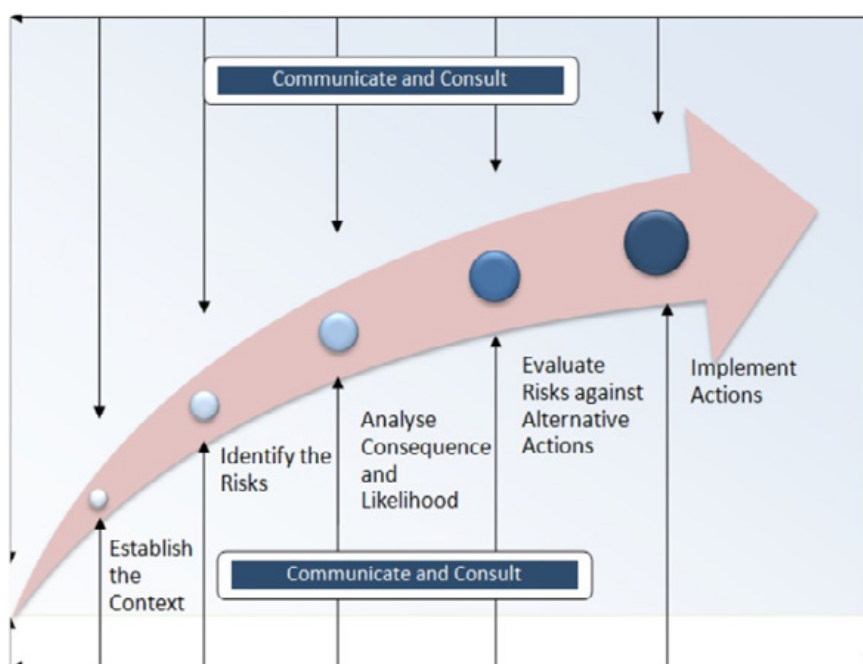 Communicate and Consult
Evaluate
Risks against
Alternative
Actions
Implement
Actions
Analyse
Consequence
and
Likelihood
Identify the
Risks
Establish
the
Context
Communicate and Consult